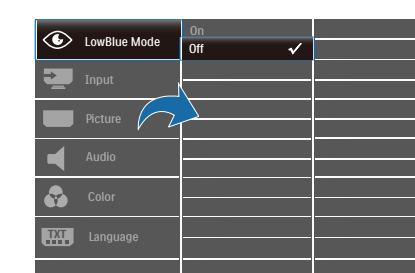 LowBlue Mode
On
Off
Input
Picture
Audio
Color
TXT
Language